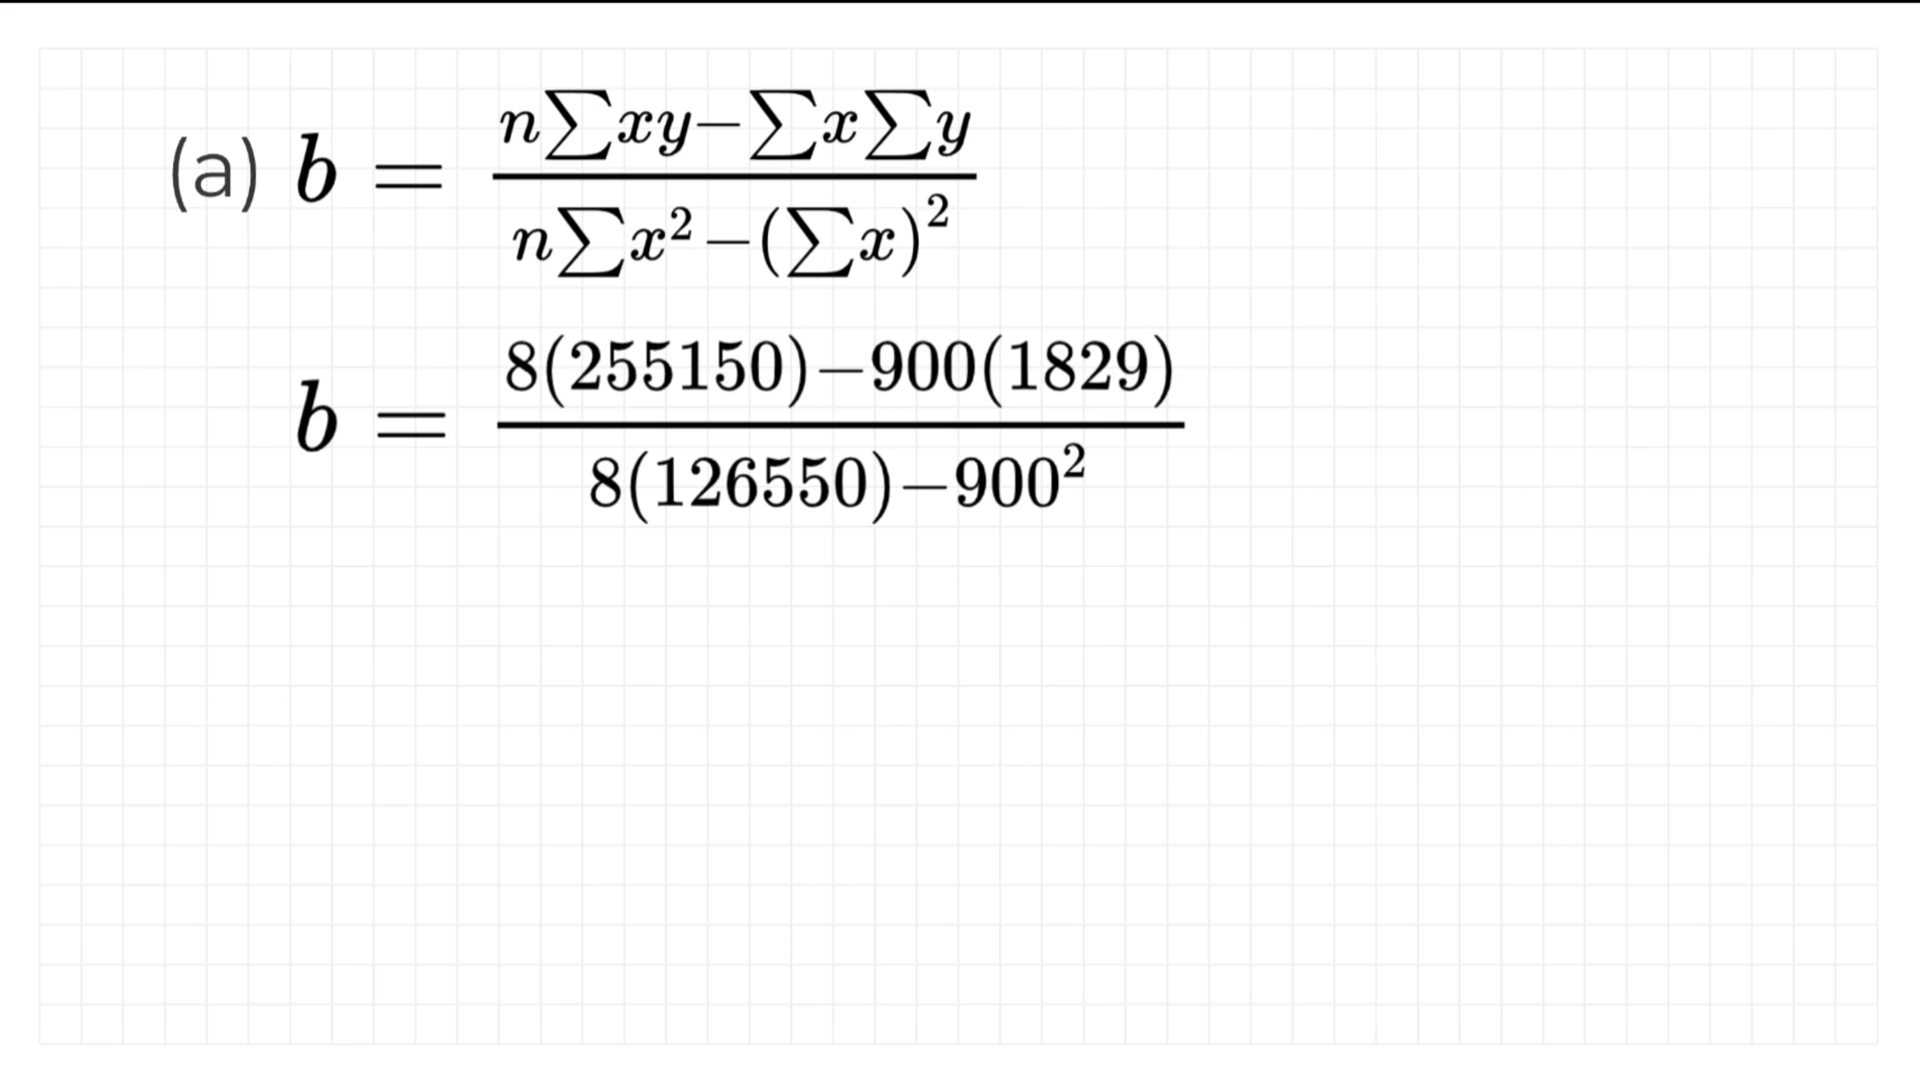 (a) b = n∑xy−∑x∑y / n∑x²−(∑x)²
b = 8(255150)−900(1829) / 8(126550)−900²